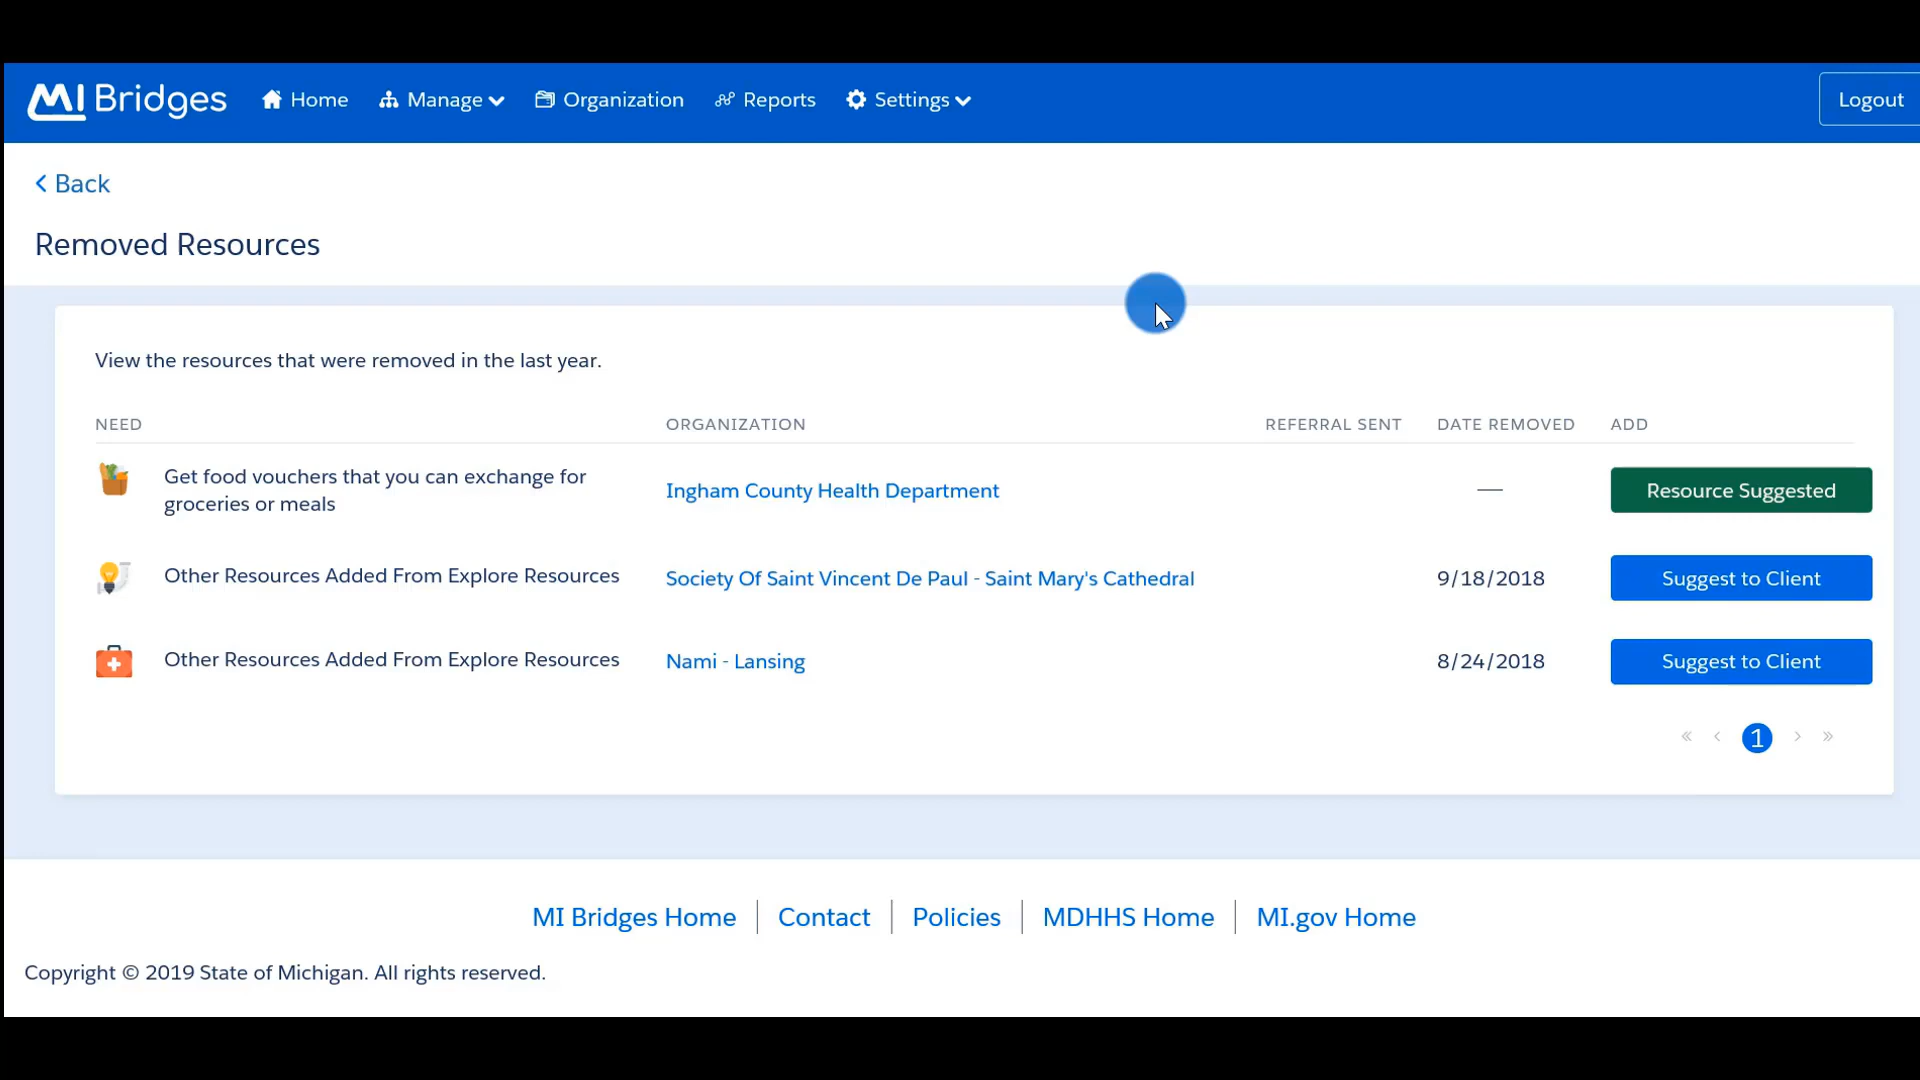 MI Bridges Home Manage Organization Reports Settings Logout
Back
Removed Resources
View the resources that were removed in the last year.
NEED ORGANIZATION REFERRAL SENT DATE REMOVED ADD
Get food vouchers that you can exchange for
groceries or meals
Ingham County Health Department — Resource Suggested
Other Resources Added From Explore Resources Society Of Saint Vincent De Paul - Saint Mary's Cathedral 9/18/2018 Suggest to Client
Other Resources Added From Explore Resources Nami - Lansing 8/24/2018 Suggest to Client
« ‹ 1 › »
MI Bridges Home Contact Policies MDHHS Home MI.gov Home
Copyright © 2019 State of Michigan. All rights reserved.